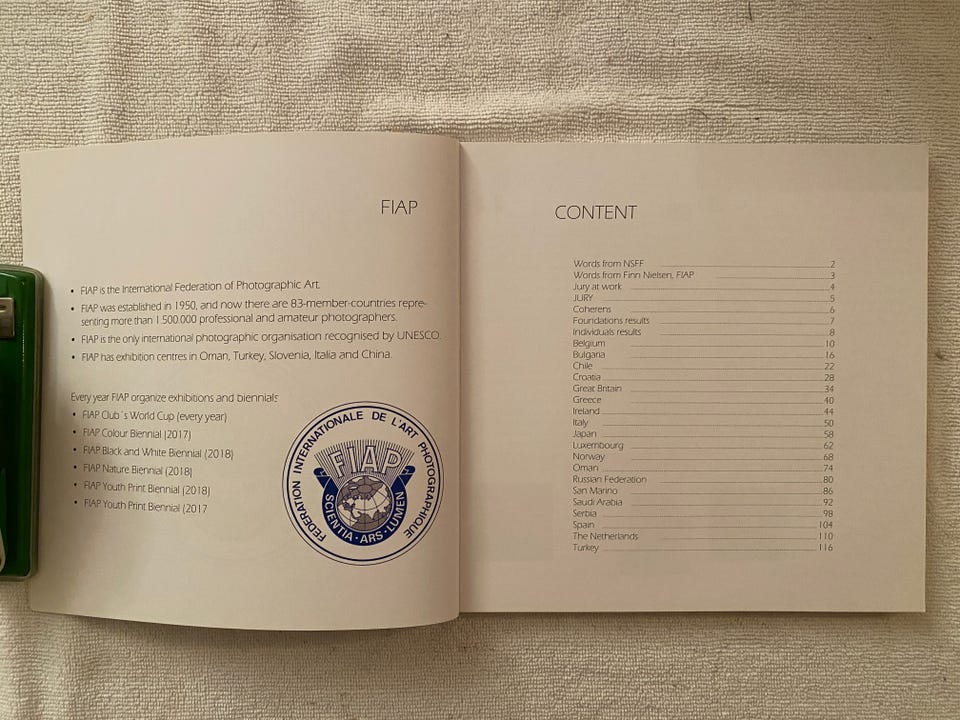 FIAP
• FIAP is the International Federation of Photographic Art.
• FIAP was established in 1950, and now there are 83-member-countries repre-
senting more than 1.500.000 professional and amateur photographers.
• FIAP is the only international photographic organisation recognised by UNESCO.
• FIAP has exhibition centres in Oman, Turkey, Slovenia, Italia and China.
Every year FIAP organize exhibitions and biennials
• FIAP Club´s World Cup (every year)
• FIAP Colour Biennial (2017)
• FIAP Black and White Biennial (2018)
• FIAP Nature Biennial (2018)
• FIAP Youth Print Biennial (2018)
• FIAP Youth Print Biennial (2017
FEDERATION INTERNATIONALE DE L'ART PHOTOGRAPHIQUE
FIAP
SCIENTIA·ARS·LUMEN
CONTENT
Words from NSFF 2
Words from Finn Nielsen, FIAP 3
Jury at work 4
JURY 5
Coherens 6
Foundations results 7
Individuals results 8
Belgium 10
Bulgaria 16
Chile 22
Croatia 28
Great Britain 34
Greece 40
Ireland 44
Italy 50
Japan 58
Luxembourg 62
Norway 68
Oman 74
Russian Federation 80
San Marino 86
Saudi Arabia 92
Serbia 98
Spain 104
The Netherlands 110
Turkey 116